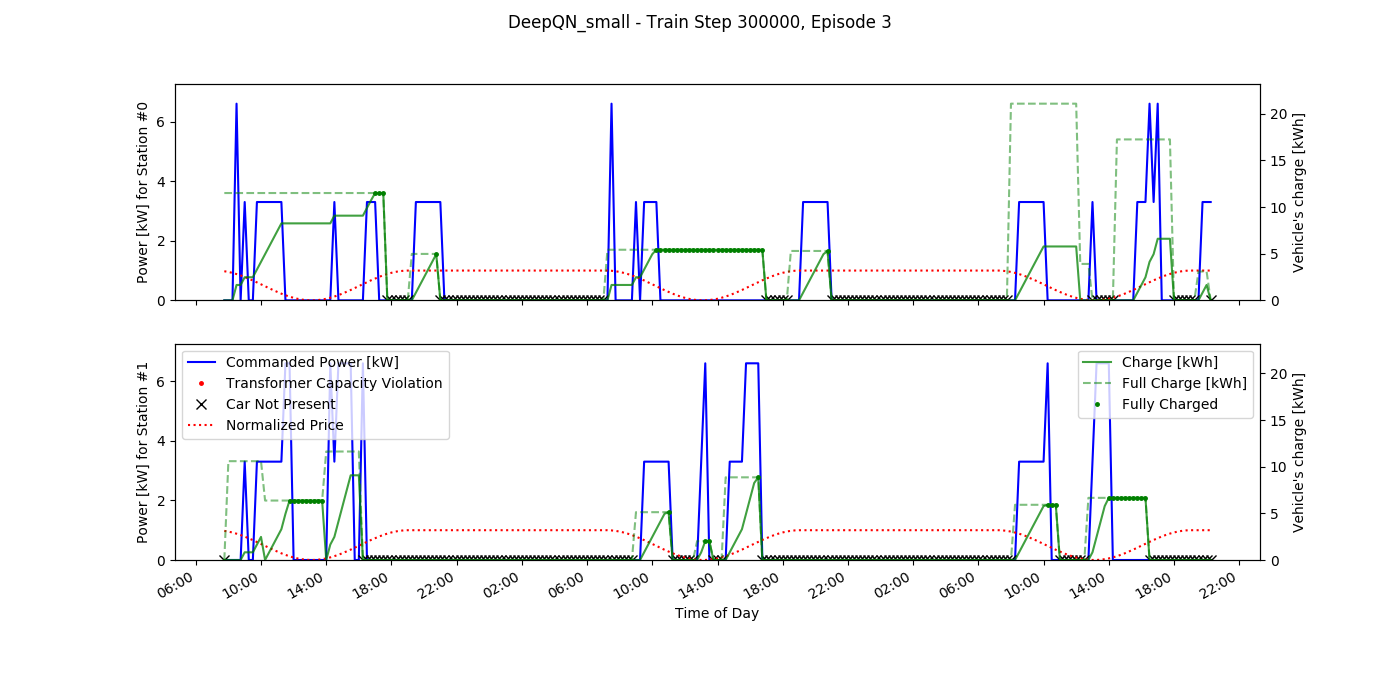 DeepQN_small - Train Step 300000, Episode 3
Power [kW] for Station #0
6
4
2
0
20
15
10
5
0
Vehicle's charge [kWh]
Power [kW] for Station #1
6
4
2
0
Commanded Power [kW]
Transformer Capacity Violation
Car Not Present
Normalized Price
Charge [kWh]
Full Charge [kWh]
Fully Charged
20
15
10
5
0
Vehicle's charge [kWh]
06:00 10:00 14:00 18:00 22:00 02:00 06:00 10:00 14:00 18:00 22:00 02:00 06:00 10:00 14:00 18:00 22:00
Time of Day